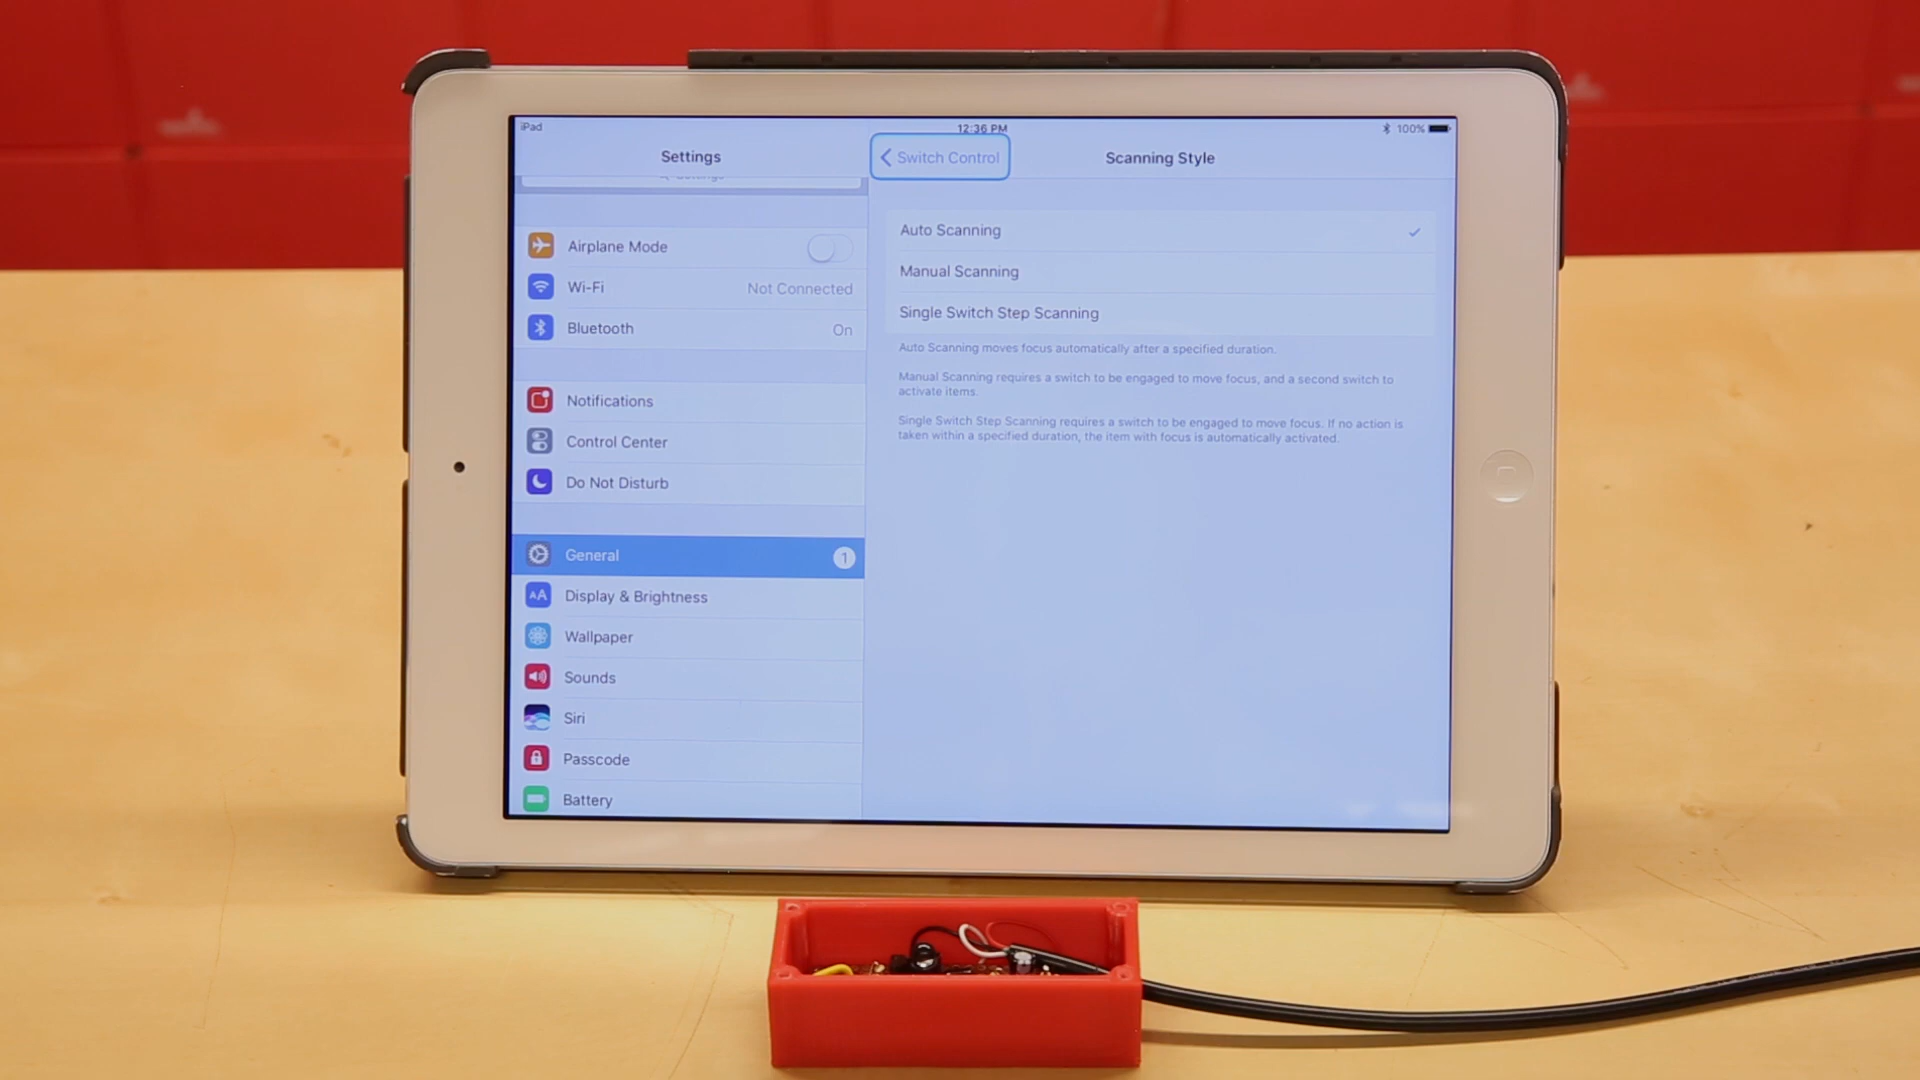 iPad
12:36 PM
100%
Settings
Switch Control
Scanning Style
Settings
Airplane Mode
Wi-Fi
Not Connected
Bluetooth
On
Notifications
Control Center
Do Not Disturb
General
1
Display & Brightness
Wallpaper
Sounds
Siri
Passcode
Battery
Auto Scanning
Manual Scanning
Single Switch Step Scanning
Auto Scanning moves focus automatically after a specified duration.
Manual Scanning requires a switch to be engaged to move focus, and a second switch to
activate items.
Single Switch Step Scanning requires a switch to be engaged to move focus. If no action is
taken within a specified duration, the item with focus is automatically activated.